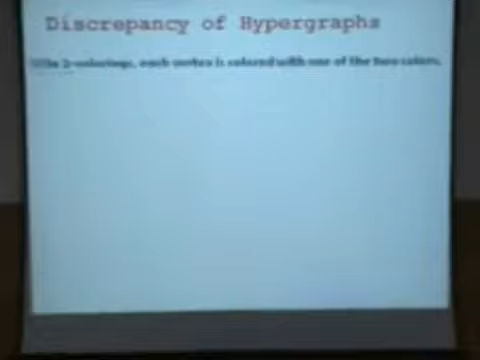 Discrepancy of Hypergraphs
In 2-colorings, each vertex is colored with one of the two colors.